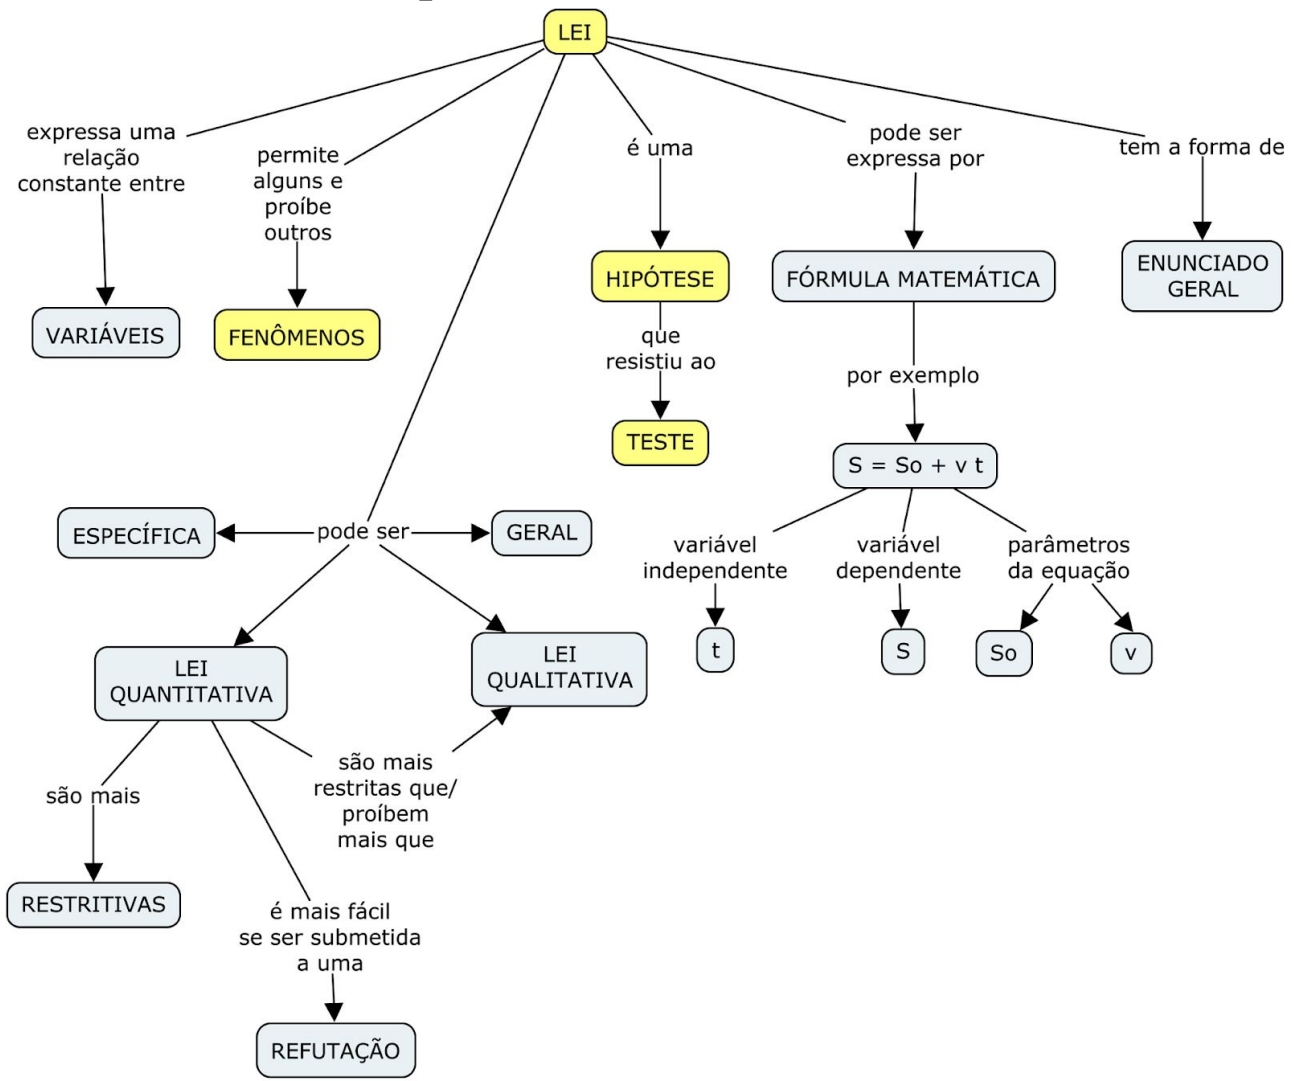 LEI
expressa uma
relação
constante entre
VARIÁVEIS
permite
alguns e
proíbe
outros
FENÔMENOS
é uma
HIPÓTESE
que
resistiu ao
TESTE
pode ser
expressa por
FÓRMULA MATEMÁTICA
por exemplo
S = So + v t
variável
independente
t
variável
dependente
S
parâmetros
da equação
So
v
tem a forma de
ENUNCIADO
GERAL
pode ser
ESPECÍFICA
GERAL
LEI
QUANTITATIVA
LEI
QUALITATIVA
são mais
RESTRITIVAS
são mais
restritas que/
proíbem
mais que
é mais fácil
se ser submetida
a uma
REFUTAÇÃO